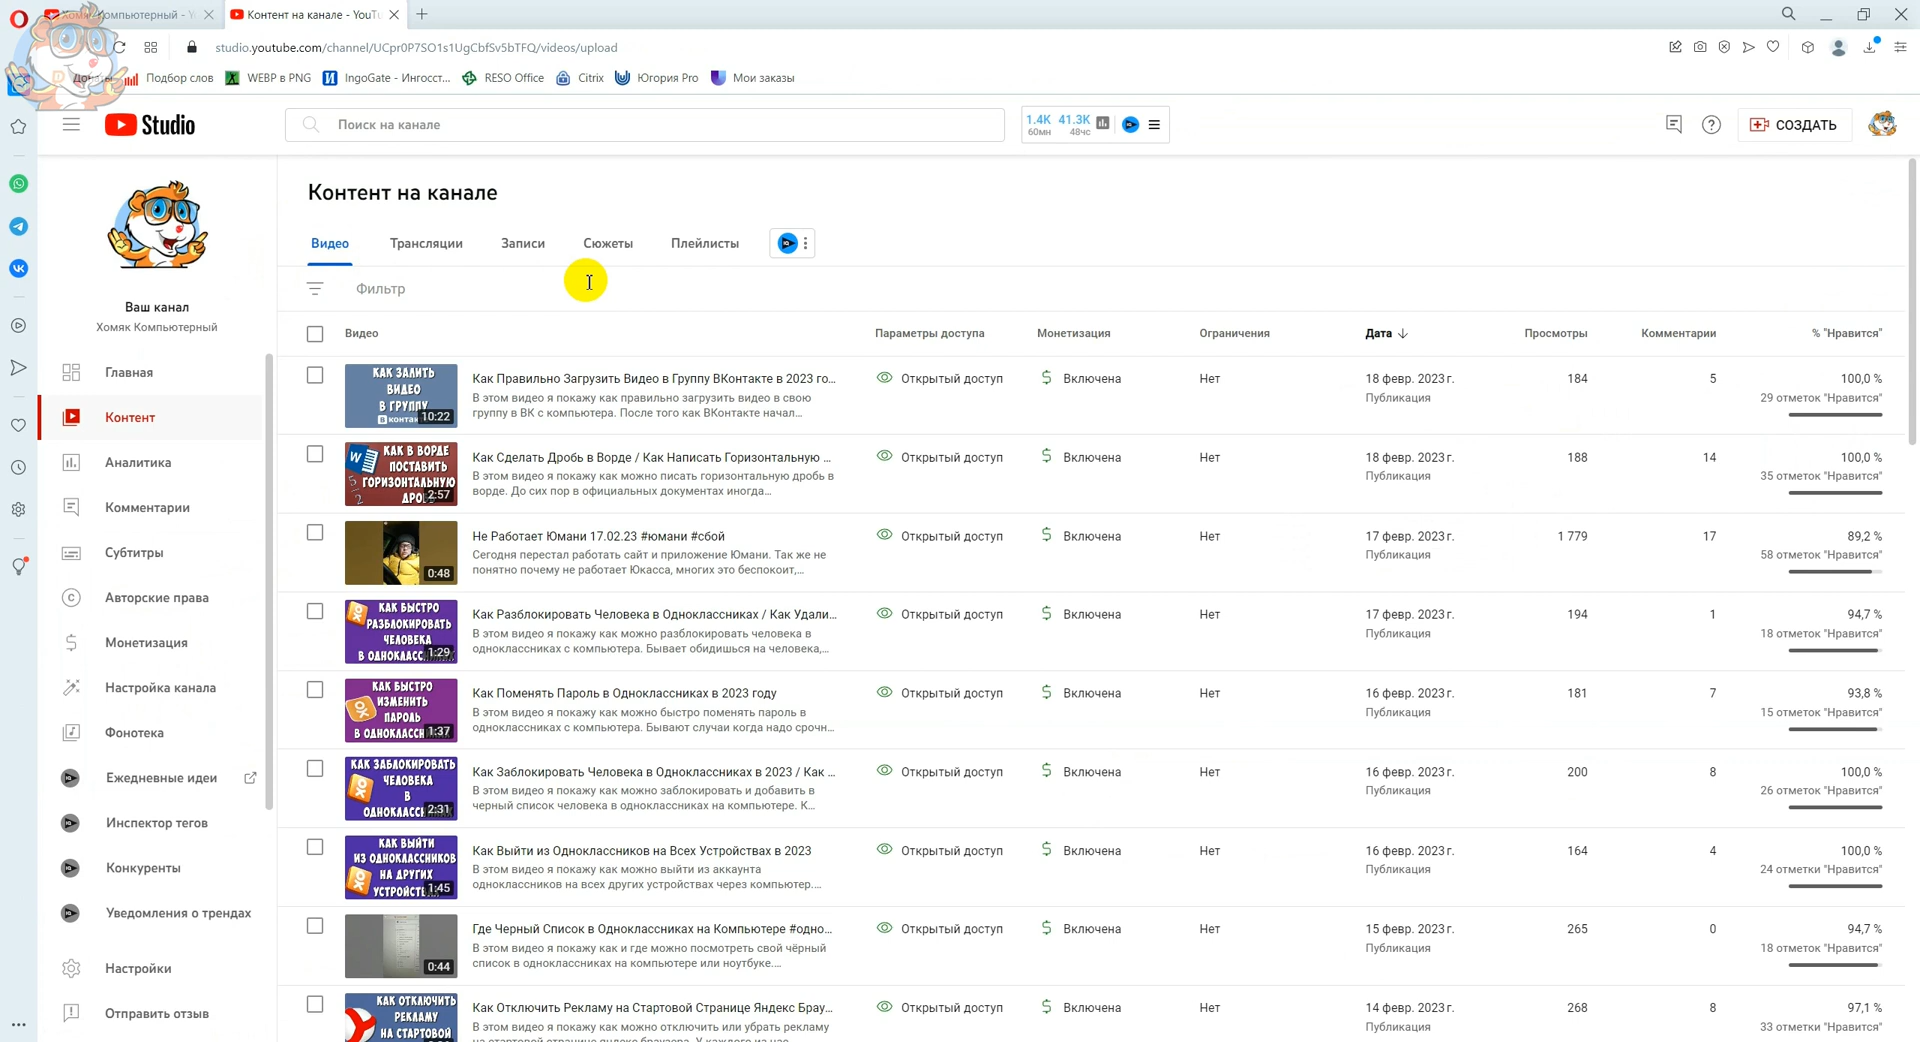 Хомяк Компьютерный - Y
Контент на канале - YouTu
studio.youtube.com/channel/UCpr0P7SO1s1UgCbfSv5bTFQ/videos/upload
Донаты
Подбор слов
WEBP в PNG
IngoGate - Ингосст...
RESO Office
Citrix
Югория Pro
Мои заказы
Studio
Поиск на канале
1.4K 41.3K
60мн 48чс
СОЗДАТЬ
Ваш канал
Хомяк Компьютерный
Главная
Контент
Аналитика
Комментарии
Субтитры
Авторские права
Монетизация
Настройка канала
Фонотека
Ежедневные идеи
Инспектор тегов
Конкуренты
Уведомления о трендах
Настройки
Отправить отзыв
Контент на канале
Видео Трансляции Записи Сюжеты Плейлисты
Фильтр
Видео Параметры доступа Монетизация Ограничения Дата Просмотры Комментарии % "Нравится"
КАК ЗАЛИТЬ
ВИДЕО
В ГРУППУ
10:22
Как Правильно Загрузить Видео в Группу ВКонтакте в 2023 го...
В этом видео я покажу как правильно загрузить видео в свою
группу в ВК с компьютера. После того как ВКонтакте начал...
Открытый доступ Включена Нет 18 февр. 2023 г. 184 5 100,0 %
Публикация 29 отметок "Нравится"
КАК В ВОРДЕ
ПОСТАВИТЬ
ГОРИЗОНТАЛЬНУЮ
2:57
Как Сделать Дробь в Ворде / Как Написать Горизонтальную ...
В этом видео я покажу как можно писать горизонтальную дробь в
ворде. До сих пор в официальных документах иногда...
Открытый доступ Включена Нет 18 февр. 2023 г. 188 14 100,0 %
Публикация 35 отметок "Нравится"
0:48
Не Работает Юмани 17.02.23 #юмани #сбой
Сегодня перестал работать сайт и приложение Юмани. Так же не
понятно почему не работает Юкасса, многих это беспокоит,...
Открытый доступ Включена Нет 17 февр. 2023 г. 1 779 17 89,2 %
Публикация 58 отметок "Нравится"
КАК БЫСТРО
РАЗБЛОКИРОВАТЬ
ЧЕЛОВЕКА
В ОДНОКЛАСС
1:29
Как Разблокировать Человека в Одноклассниках / Как Удали...
В этом видео я покажу как можно разблокировать человека в
одноклассниках с компьютера. Бывает обидишься на человека,...
Открытый доступ Включена Нет 17 февр. 2023 г. 194 1 94,7 %
Публикация 18 отметок "Нравится"
КАК БЫСТРО
ИЗМЕНИТЬ
ПАРОЛЬ
В ОДНОКЛАСС
1:37
Как Поменять Пароль в Одноклассниках в 2023 году
В этом видео я покажу как можно быстро поменять пароль в
одноклассниках с компьютера. Бывают случаи когда надо срочн...
Открытый доступ Включена Нет 16 февр. 2023 г. 181 7 93,8 %
Публикация 15 отметок "Нравится"
КАК ЗАБЛОКИРОВАТЬ
ЧЕЛОВЕКА
В
ОДНОКЛАСС
2:31
Как Заблокировать Человека в Одноклассниках в 2023 / Как ...
В этом видео я покажу как можно заблокировать и добавить в
черный список человека в одноклассниках на компьютере. К...
Открытый доступ Включена Нет 16 февр. 2023 г. 200 8 100,0 %
Публикация 26 отметок "Нравится"
КАК ВЫЙТИ
ИЗ ОДНОКЛАССНИКОВ
НА ДРУГИХ
УСТРОЙСТ
1:45
Как Выйти из Одноклассников на Всех Устройствах в 2023
В этом видео я покажу как можно выйти из аккаунта
одноклассников на всех других устройствах через компьютер....
Открытый доступ Включена Нет 16 февр. 2023 г. 164 4 100,0 %
Публикация 24 отметки "Нравится"
0:44
Где Черный Список в Одноклассниках на Компьютере #одно...
В этом видео я покажу как и где можно посмотреть свой чёрный
список в одноклассниках на компьютере или ноутбуке....
Открытый доступ Включена Нет 15 февр. 2023 г. 265 0 94,7 %
Публикация 18 отметок "Нравится"
КАК ОТКЛЮЧИТЬ
РЕКЛАМУ
НА СТАРТОВОЙ
Как Отключить Рекламу на Стартовой Странице Яндекс Брау...
В этом видео я покажу как можно отключить или убрать рекламу
Открытый доступ Включена Нет 14 февр. 2023 г. 268 8 97,1 %
Публикация 33 отметки "Нравится"